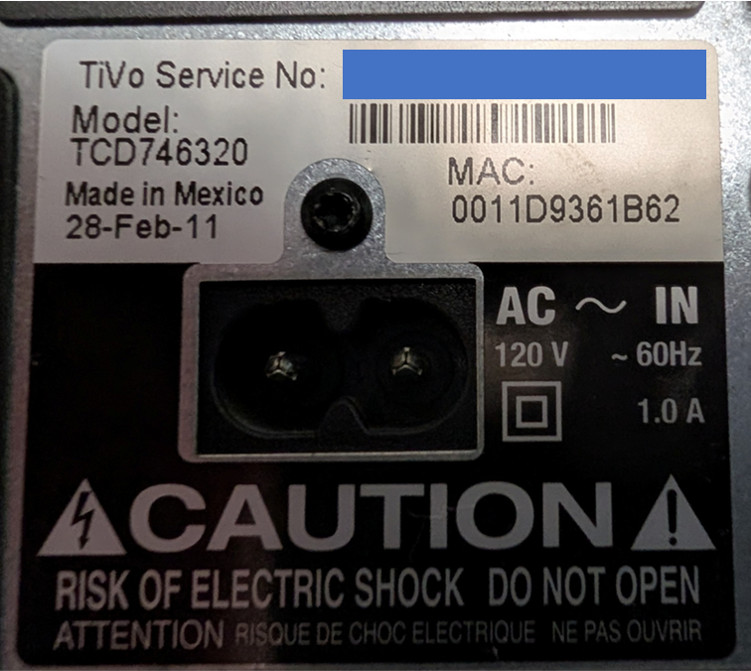 TiVo Service No:
Model:
TCD746320
Made in Mexico
28-Feb-11
MAC:
0011D9361B62
AC ~ IN
120 V ~ 60Hz
1.0 A
CAUTION
RISK OF ELECTRIC SHOCK DO NOT OPEN
ATTENTION RISQUE DE CHOC ELECTRIQUE NE PAS OUVRIR